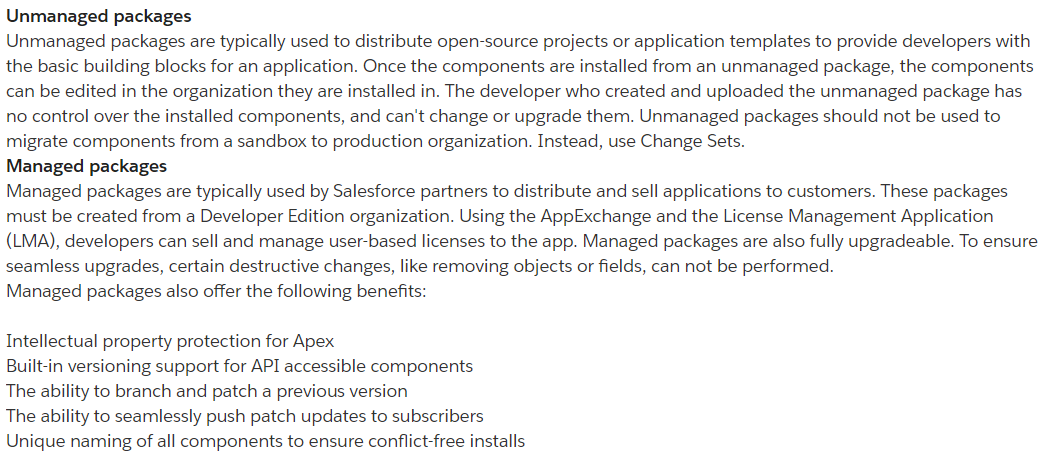 Unmanaged packages
Unmanaged packages are typically used to distribute open-source projects or application templates to provide developers with
the basic building blocks for an application. Once the components are installed from an unmanaged package, the components
can be edited in the organization they are installed in. The developer who created and uploaded the unmanaged package has
no control over the installed components, and can't change or upgrade them. Unmanaged packages should not be used to
migrate components from a sandbox to production organization. Instead, use Change Sets.
Managed packages
Managed packages are typically used by Salesforce partners to distribute and sell applications to customers. These packages
must be created from a Developer Edition organization. Using the AppExchange and the License Management Application
(LMA), developers can sell and manage user-based licenses to the app. Managed packages are also fully upgradeable. To ensure
seamless upgrades, certain destructive changes, like removing objects or fields, can not be performed.
Managed packages also offer the following benefits:
Intellectual property protection for Apex
Built-in versioning support for API accessible components
The ability to branch and patch a previous version
The ability to seamlessly push patch updates to subscribers
Unique naming of all components to ensure conflict-free installs